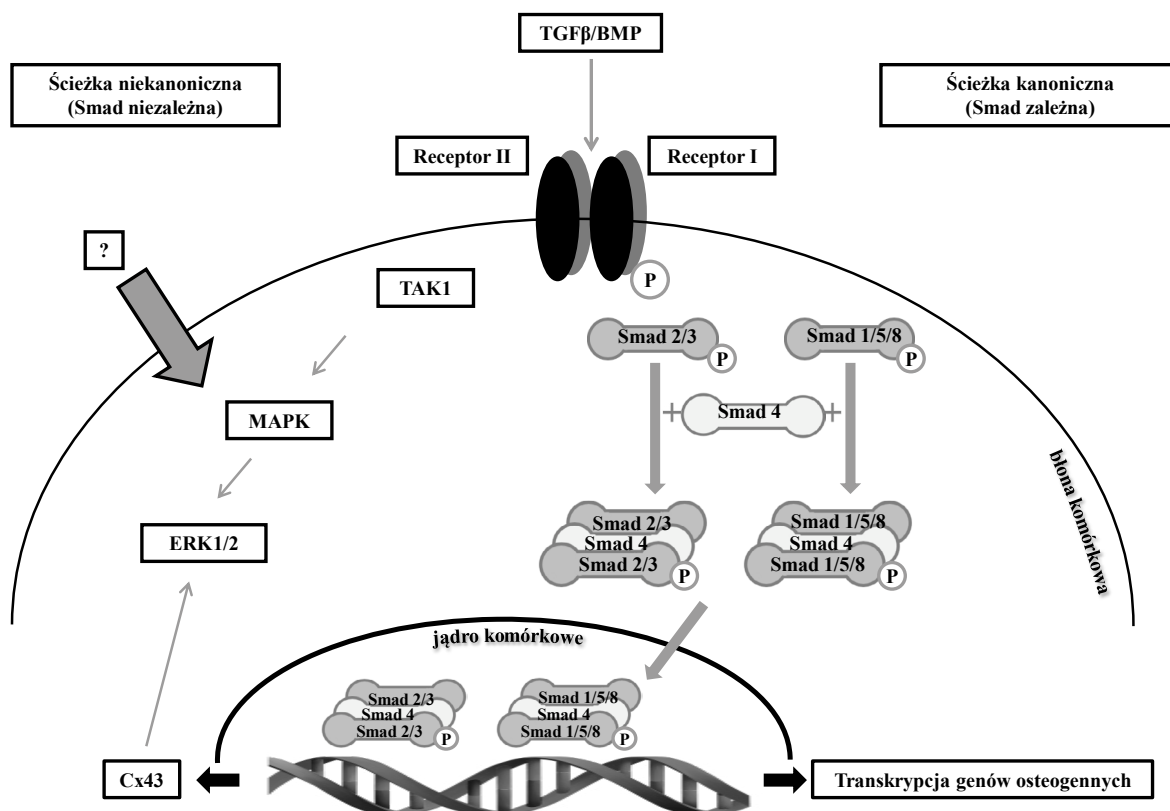 TGFβ/BMP
Ścieżka niekanoniczna
(Smad niezależna)
Ścieżka kanoniczna
(Smad zależna)
Receptor II
Receptor I
?
P
TAK1
Smad 2/3
P
Smad 1/5/8
P
MAPK
+
Smad 4
+
błona komórkowa
ERK1/2
Smad 2/3
Smad 4
Smad 2/3
P
Smad 1/5/8
Smad 4
Smad 1/5/8
P
jądro komórkowe
Smad 2/3
Smad 4
Smad 2/3
P
Smad 1/5/8
Smad 4
Smad 1/5/8
P
Cx43
Transkrypcja genów osteogennych